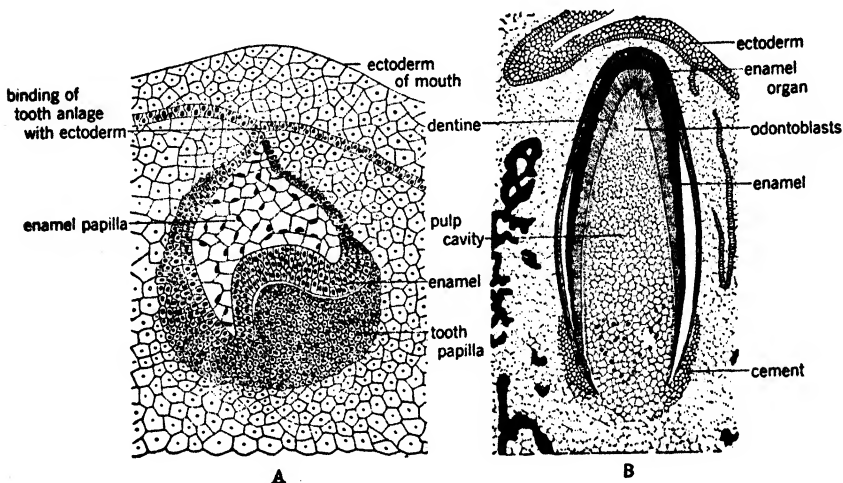 ectoderm
of mouth
binding of
tooth anlage
with ectoderm
enamel papilla
enamel
tooth
papilla
A
ectoderm
enamel
organ
dentine
odontoblasts
enamel
pulp
cavity
cement
B